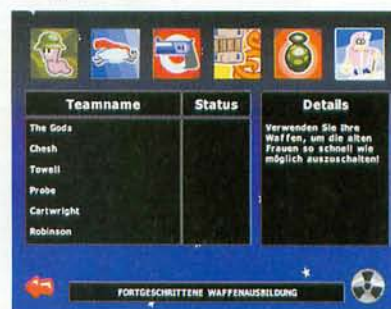 Teamname Status Details
The Gods
Chesh
Towell
Probe
Cartwright
Robinson
Verwenden Sie Ihre
Waffen, um die alten
Frauen so schnell wie
möglich auszuschalten!
FORTGESCHRITTENE WAFFENAUSBILDUNG